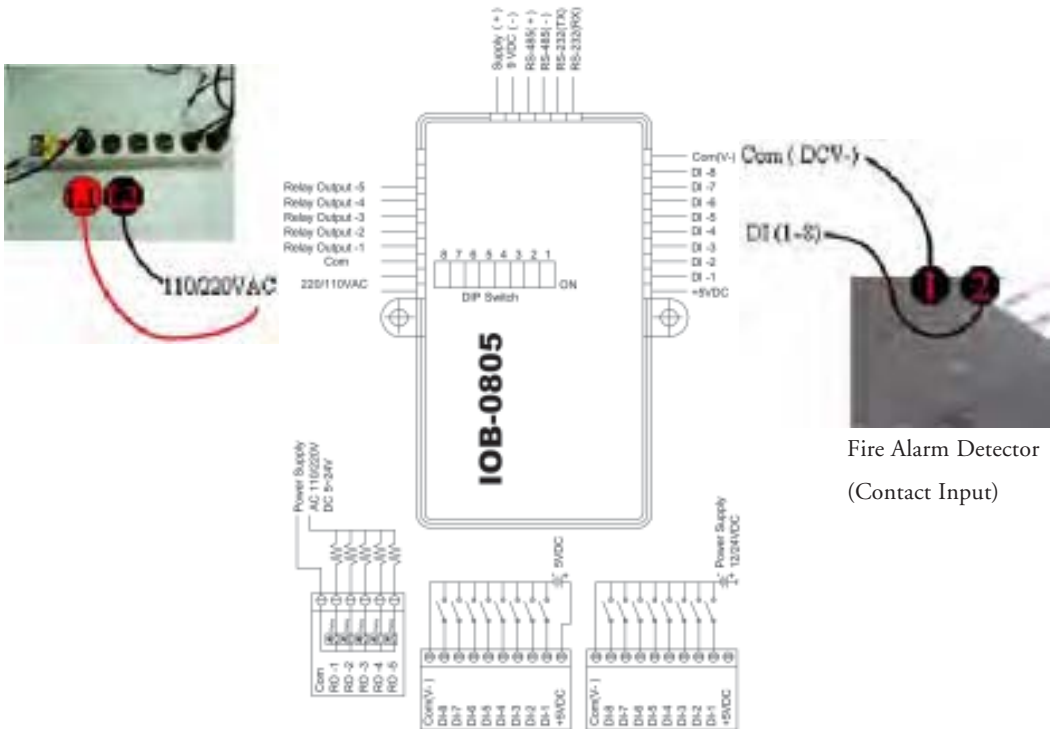 Supply (+)
9 VDC (-)
RS-485(+)
RS-485(-)
RS-232(TX)
RS-232(RX)
1
2
110/220VAC
Relay Output -5
Relay Output -4
Relay Output -3
Relay Output -2
Relay Output -1
Com
220/110VAC
8 7 6 5 4 3 2 1
ON
DIP Switch
IOB-0805
Com(V-)
DI -8
DI -7
DI -6
DI -5
DI -4
DI -3
DI -2
DI -1
+5VDC
Com ( DCV-)
DI (1-8)
1
2
Fire Alarm Detector
(Contact Input)
Power Supply
AC 110/220V
DC 5~24V
Com
RO -1
RO -2
RO -3
RO -4
RO -5
5VDC
Com(V-)
DI-8
DI-7
DI-6
DI-5
DI-4
DI-3
DI-2
DI-1
+5VDC
Power Supply
12/24VDC
Com(V-)
DI-8
DI-7
DI-6
DI-5
DI-4
DI-3
DI-2
DI-1
+5VDC